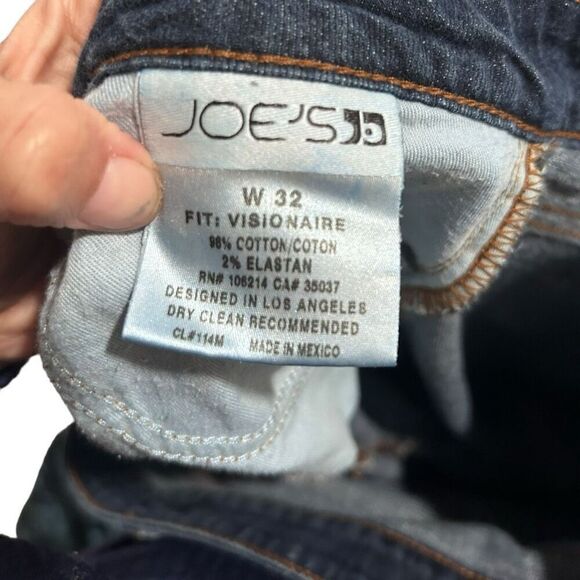 JOE'S
W 32
FIT: VISIONAIRE
98% COTTON/COTON
2% ELASTAN
RN# 106214 CA# 35037
DESIGNED IN LOS ANGELES
DRY CLEAN RECOMMENDED
CL#114M MADE IN MEXICO